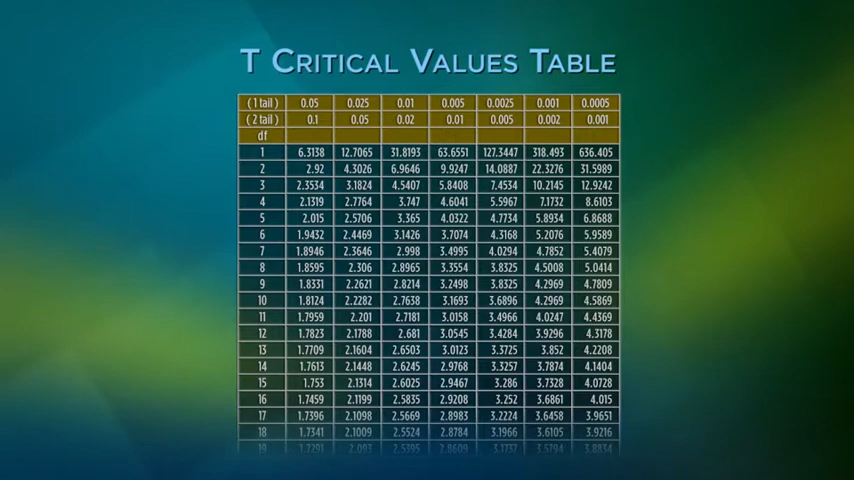 T CRITICAL VALUES TABLE
( 1 tail ) 0.05 0.025 0.01 0.005 0.0025 0.001 0.0005
( 2 tail ) 0.1 0.05 0.02 0.01 0.005 0.002 0.001
df
1 6.3138 12.7065 31.8193 63.6551 127.3447 318.493 636.405
2 2.92 4.3026 6.9646 9.9247 14.0887 22.3276 31.5989
3 2.3534 3.1824 4.5407 5.8408 7.4534 10.2145 12.9242
4 2.1319 2.7764 3.747 4.6041 5.5967 7.1732 8.6103
5 2.015 2.5706 3.365 4.0322 4.7734 5.8934 6.8688
6 1.9432 2.4469 3.1426 3.7074 4.3168 5.2076 5.9589
7 1.8946 2.3646 2.998 3.4995 4.0294 4.7852 5.4079
8 1.8595 2.306 2.8965 3.3554 3.8325 4.5008 5.0414
9 1.8331 2.2621 2.8214 3.2498 3.8325 4.2969 4.7809
10 1.8124 2.2282 2.7638 3.1693 3.6896 4.2969 4.5869
11 1.7959 2.201 2.7181 3.0158 3.4966 4.0247 4.4369
12 1.7823 2.1788 2.681 3.0545 3.4284 3.9296 4.3178
13 1.7709 2.1604 2.6503 3.0123 3.3725 3.852 4.2208
14 1.7613 2.1448 2.6245 2.9768 3.3257 3.7874 4.1404
15 1.753 2.1314 2.6025 2.9467 3.286 3.7328 4.0728
16 1.7459 2.1199 2.5835 2.9208 3.252 3.6861 4.015
17 1.7396 2.1098 2.5669 2.8983 3.2224 3.6458 3.9651
18 1.7341 2.1009 2.5524 2.8784 3.1966 3.6105 3.9216
19 1.7291 2.093 2.5395 2.8609 3.1737 3.5794 3.8834